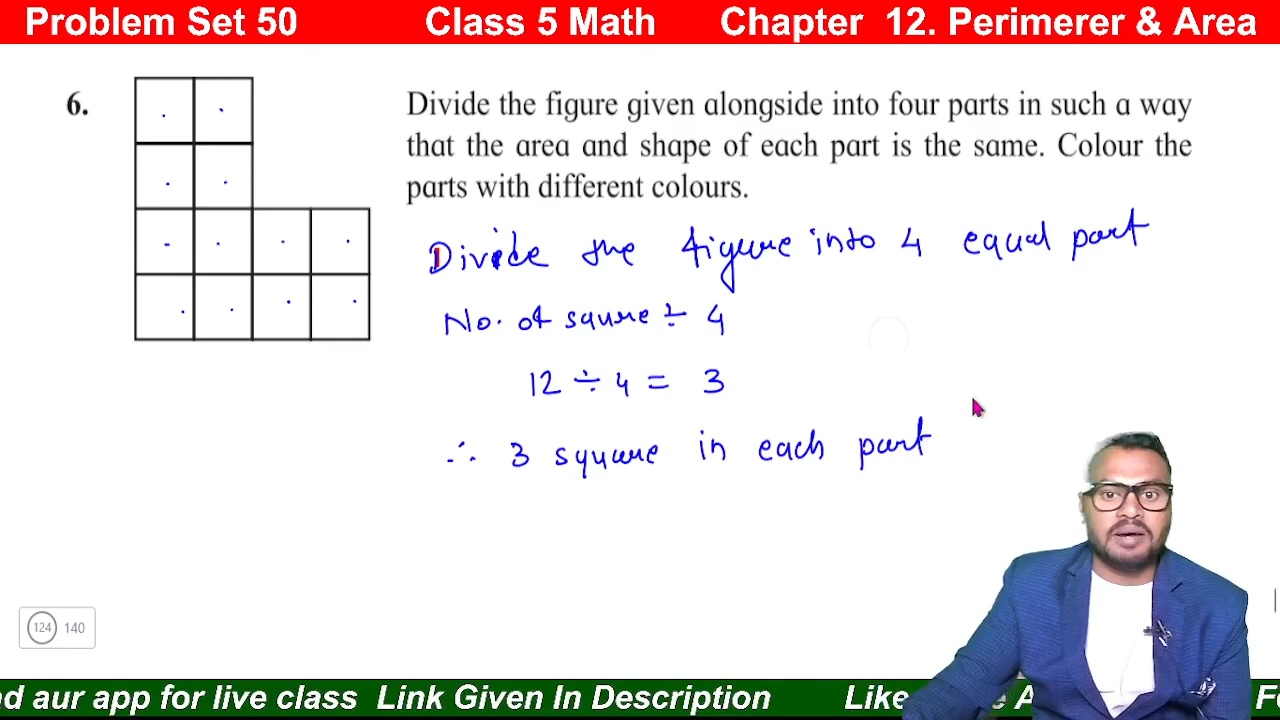 Problem Set 50 Class 5 Math Chapter 12. Perimerer & Area
6. Divide the figure given alongside into four parts in such a way
that the area and shape of each part is the same. Colour the
parts with different colours.
Divide the figure into 4 equal part
No. of squre ÷ 4
12 ÷ 4 = 3
∴ 3 square in each part
124 140
d aur app for live class Link Given In Description Like